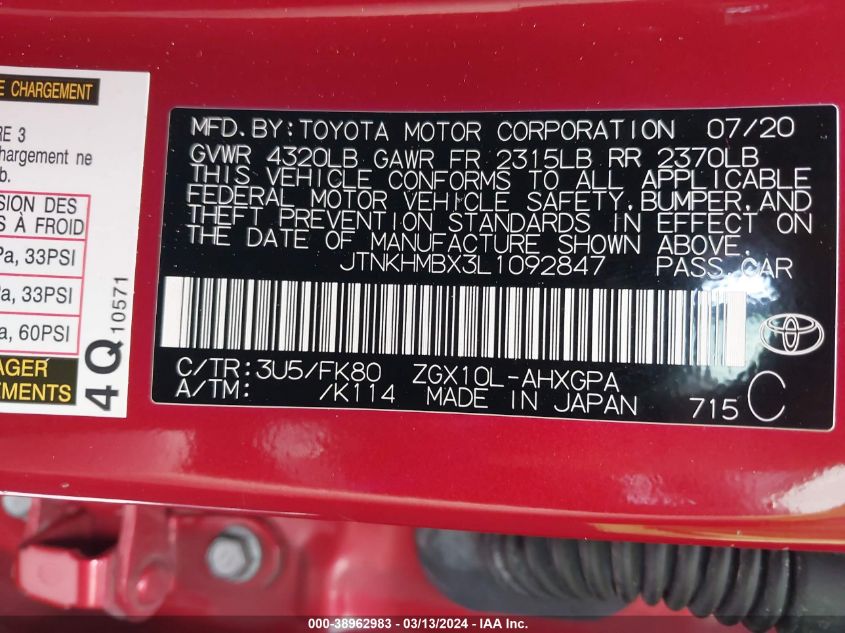 E CHARGEMENT
RE 3
hargement ne
b.
SION DES
S À FROID
Pa, 33PSI
Pa, 33PSI
a, 60PSI
AGER
EMENTS
4Q 10571
MFD. BY: TOYOTA MOTOR CORPORATION 07/20
GVWR 4320LB GAWR FR 2315LB RR 2370LB
THIS VEHICLE CONFORMS TO ALL APPLICABLE
FEDERAL MOTOR VEHICLE SAFETY, BUMPER, AND
THEFT PREVENTION STANDARDS IN EFFECT ON
THE DATE OF MANUFACTURE SHOWN ABOVE.
JTNKHMBX3L1092847 PASS. CAR
C/TR: 3U5/FK80 ZGX10L-AHXGPA
A/TM: /K114 MADE IN JAPAN 715 C
000-38962983 - 03/13/2024 - IAA Inc.